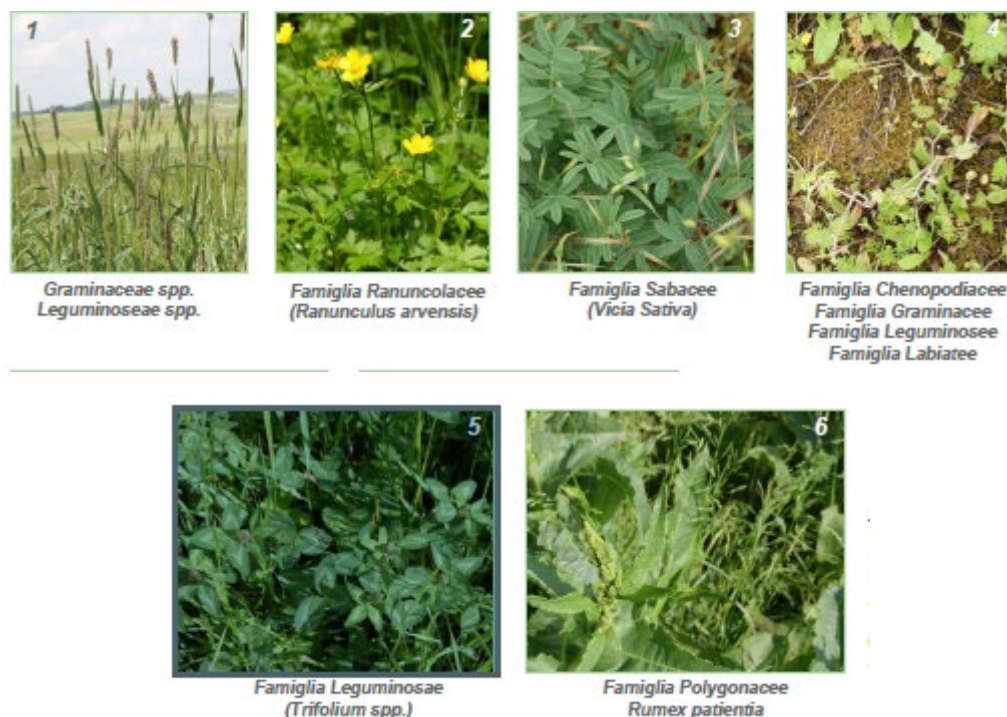 1
2
3
4
Graminaceae spp.
Leguminoseae spp.
Famiglia Ranuncolacee
(Ranunculus arvensis)
Famiglia Sabacee
(Vicia Sativa)
Famiglia Chenopodiacee
Famiglia Graminacee
Famiglia Leguminosee
Famiglia Labiatee
5
6
Famiglia Leguminosae
(Trifolium spp.)
Famiglia Polygonacee
Rumex patientia